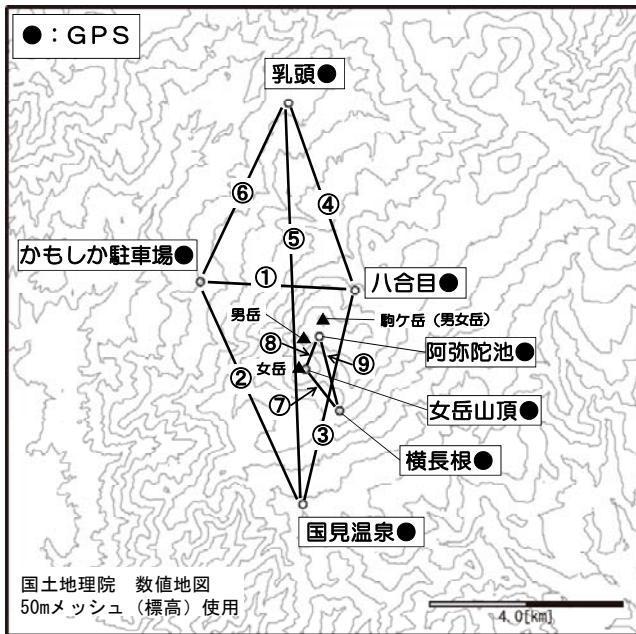 ●：GPS
乳頭●
⑥
④
⑤
かもしか駐車場●
①
八合目●
男岳
駒ケ岳（男女岳）
⑧
⑨
阿弥陀池●
②
女岳
⑦
女岳山頂●
③
横長根●
国見温泉●
国土地理院　数値地図
50mメッシュ（標高）使用
4.0[km]